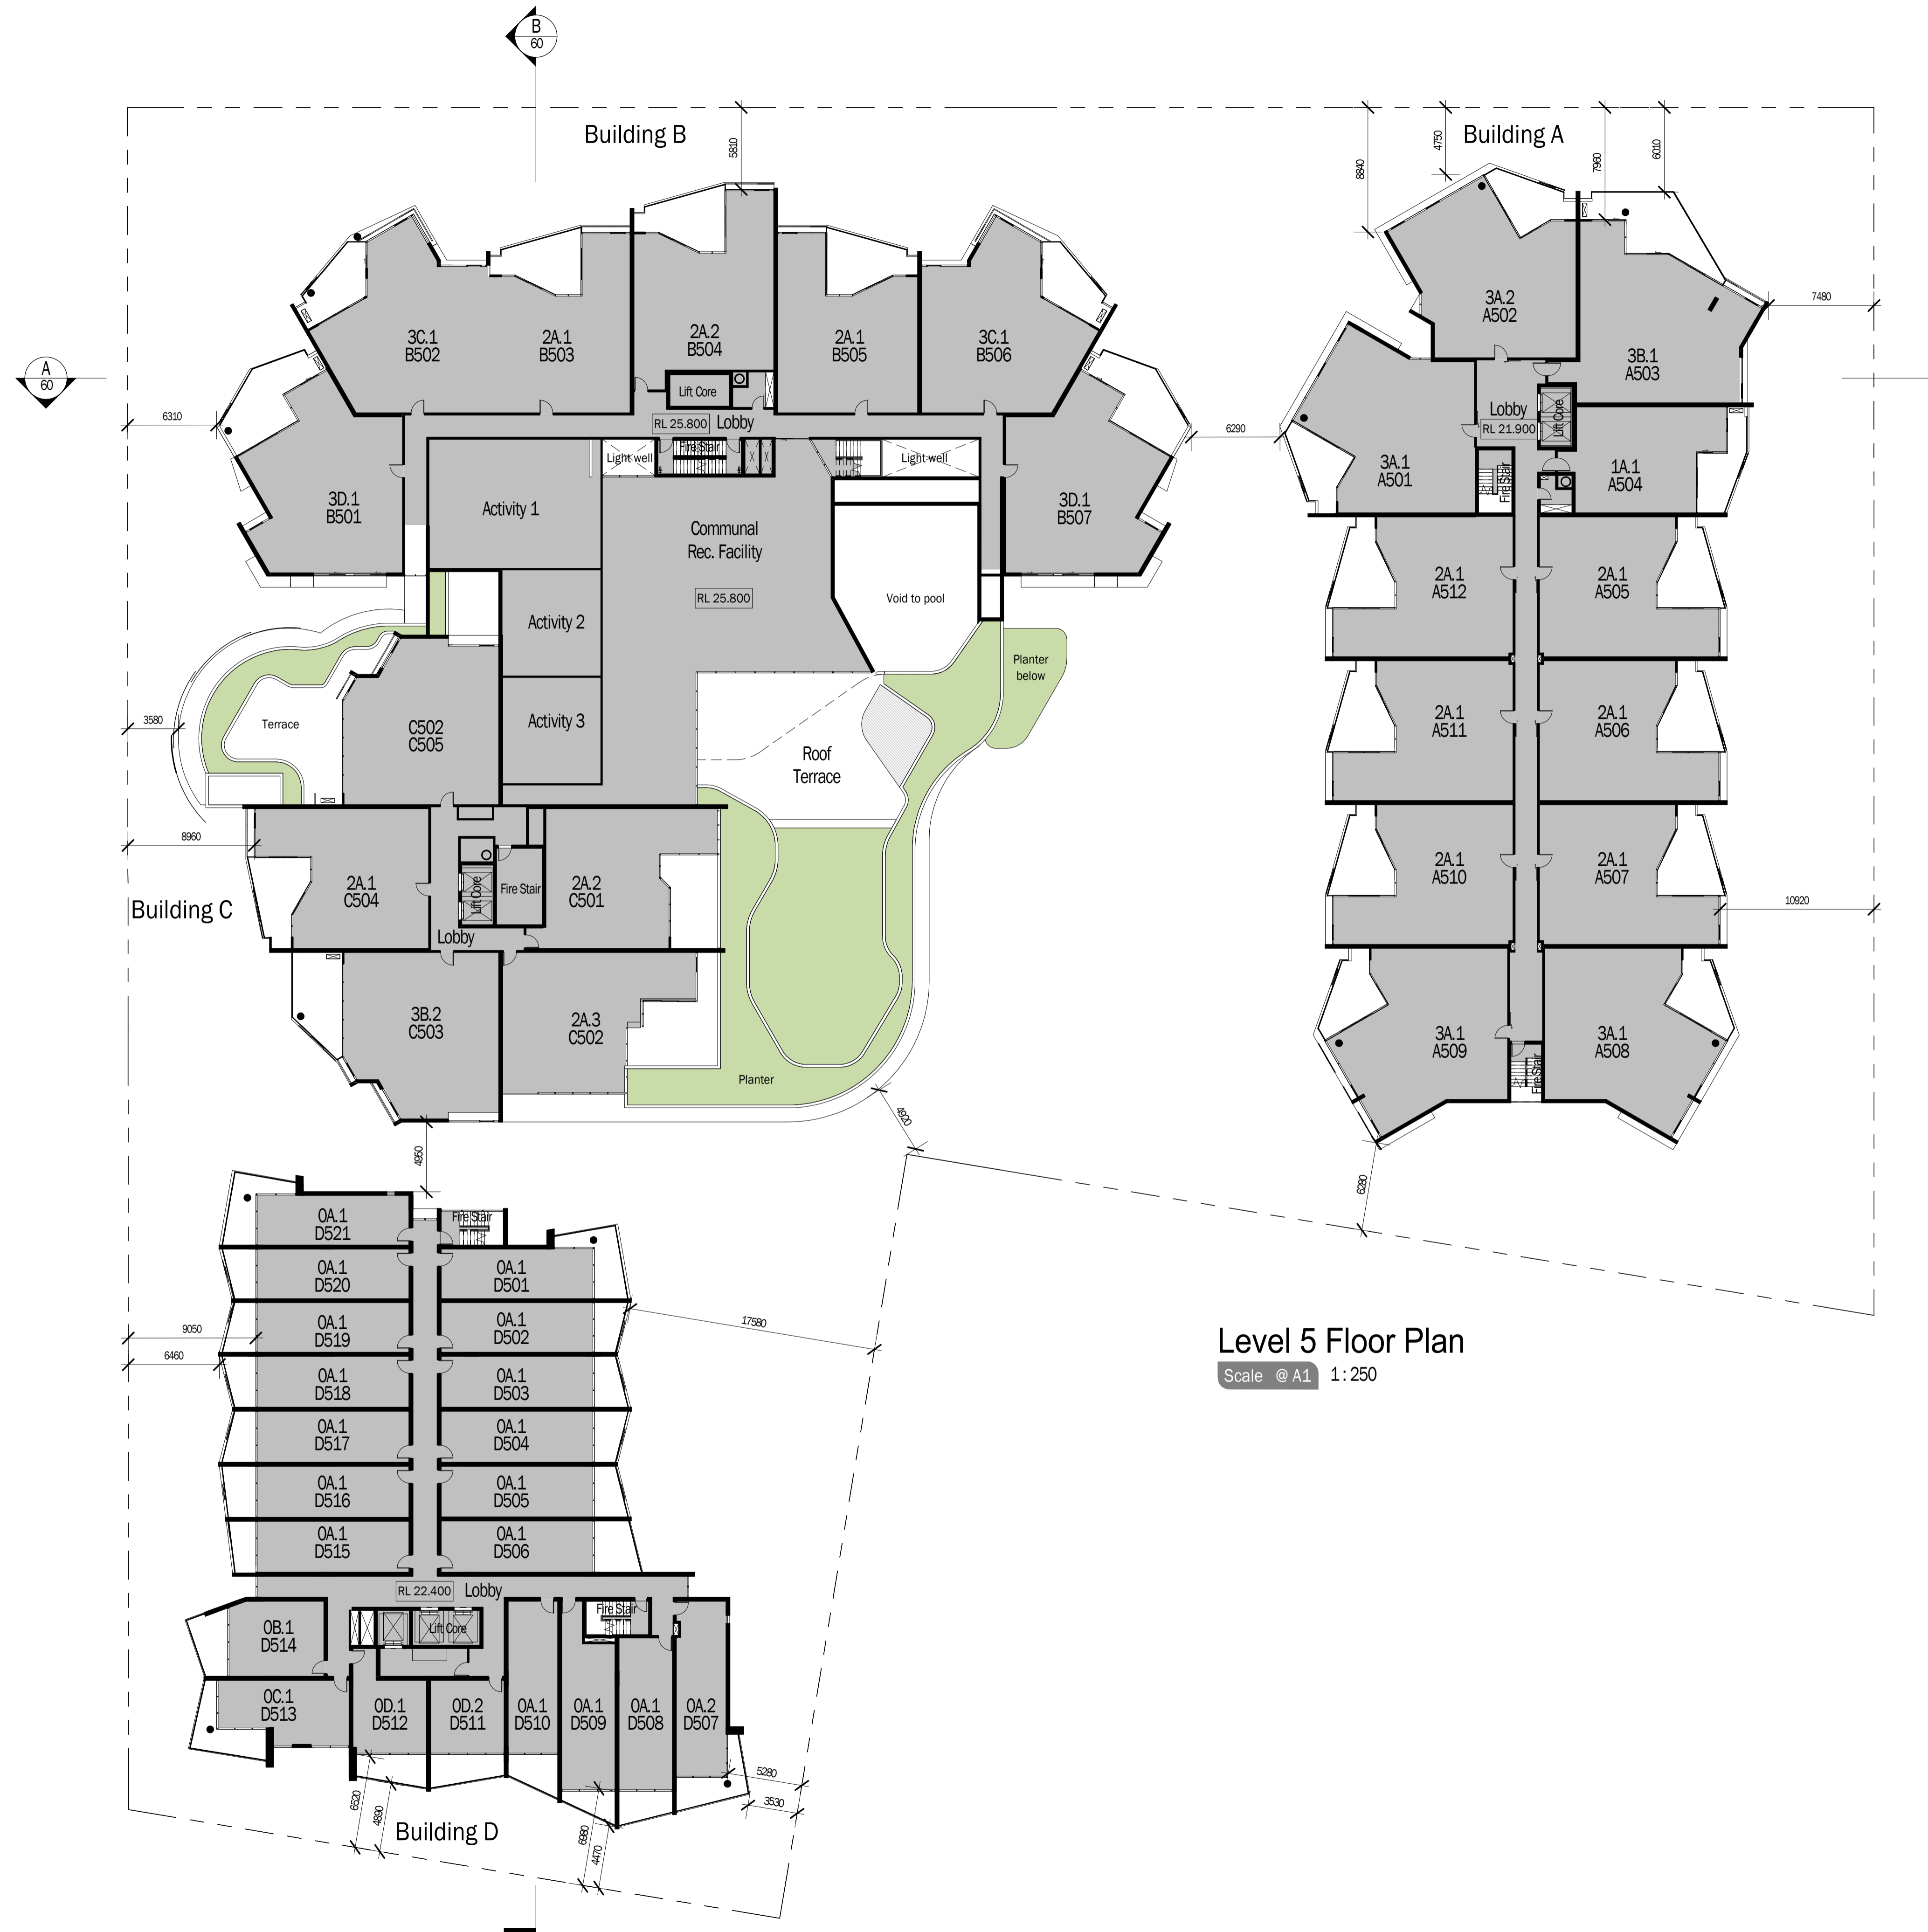 B
60
Building B
Building A
5810
8840
4750
7960
6010
A
60
3C.1
B502
2A.1
B503
2A.2
B504
2A.1
B505
3C.1
B506
Lift Core
RL 25.800
Lobby
6310
6290
7480
3A.2
A502
3B.1
A503
Lobby
RL 21.900
Lift Core
3A.1
A501
Fire Stair
1A.1
A504
3D.1
B501
Activity 1
Light well
Fire Stair
Light well
Communal
Rec. Facility
RL 25.800
3D.1
B507
Void to pool
Activity 2
Activity 3
Planter
below
2A.1
A512
2A.1
A505
2A.1
A511
2A.1
A506
2A.1
A510
2A.1
A507
10920
3A.1
A509
3A.1
A508
Fire Stair
6280
3580
Terrace
C502
C505
Roof
Terrace
8960
Building C
2A.1
C504
Lift Core
Fire Stair
2A.2
C501
Lobby
3B.2
C503
2A.3
C502
Planter
4920
4950
0A.1
D521
Fire Stair
0A.1
D520
0A.1
D501
0A.1
D519
0A.1
D502
9050
6460
17580
0A.1
D518
0A.1
D503
0A.1
D517
0A.1
D504
0A.1
D516
0A.1
D505
0A.1
D515
0A.1
D506
RL 22.400
Lobby
0B.1
D514
Lift Core
Fire Stair
0C.1
D513
0D.1
D512
0D.2
D511
0A.1
D510
0A.1
D509
0A.1
D508
0A.2
D507
5280
3530
6520
4890
6980
4470
Building D
Level 5 Floor Plan
Scale @ A1 1 : 250